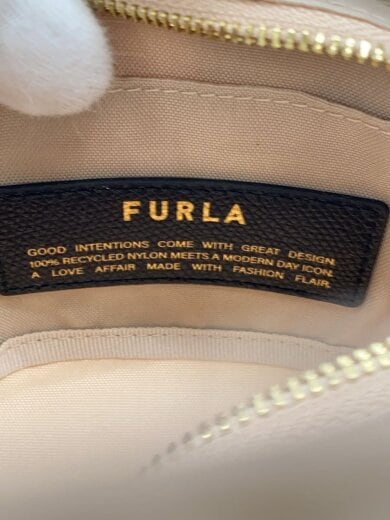 FURLA
GOOD INTENTIONS COME WITH GREAT DESIGN.
100% RECYCLED NYLON MEETS A MODERN DAY ICON.
A LOVE AFFAIR MADE WITH FASHION FLAIR.